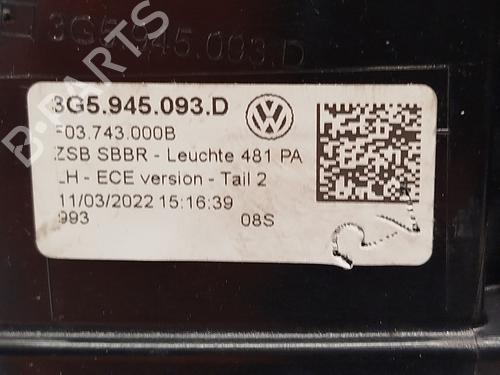 3G5.945.093.D
3G5.945.093.D
F03.743.000B
ZSB SBBR - Leuchte 481 PA
LH - ECE version - Tail 2
11/03/2022 15:16:39
993 08S
B-PARTS